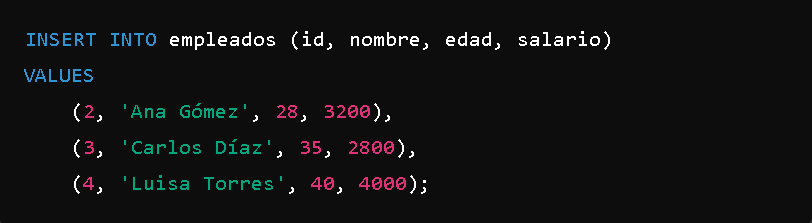 INSERT INTO empleados (id, nombre, edad, salario)
VALUES
(2, 'Ana Gómez', 28, 3200),
(3, 'Carlos Díaz', 35, 2800),
(4, 'Luisa Torres', 40, 4000);